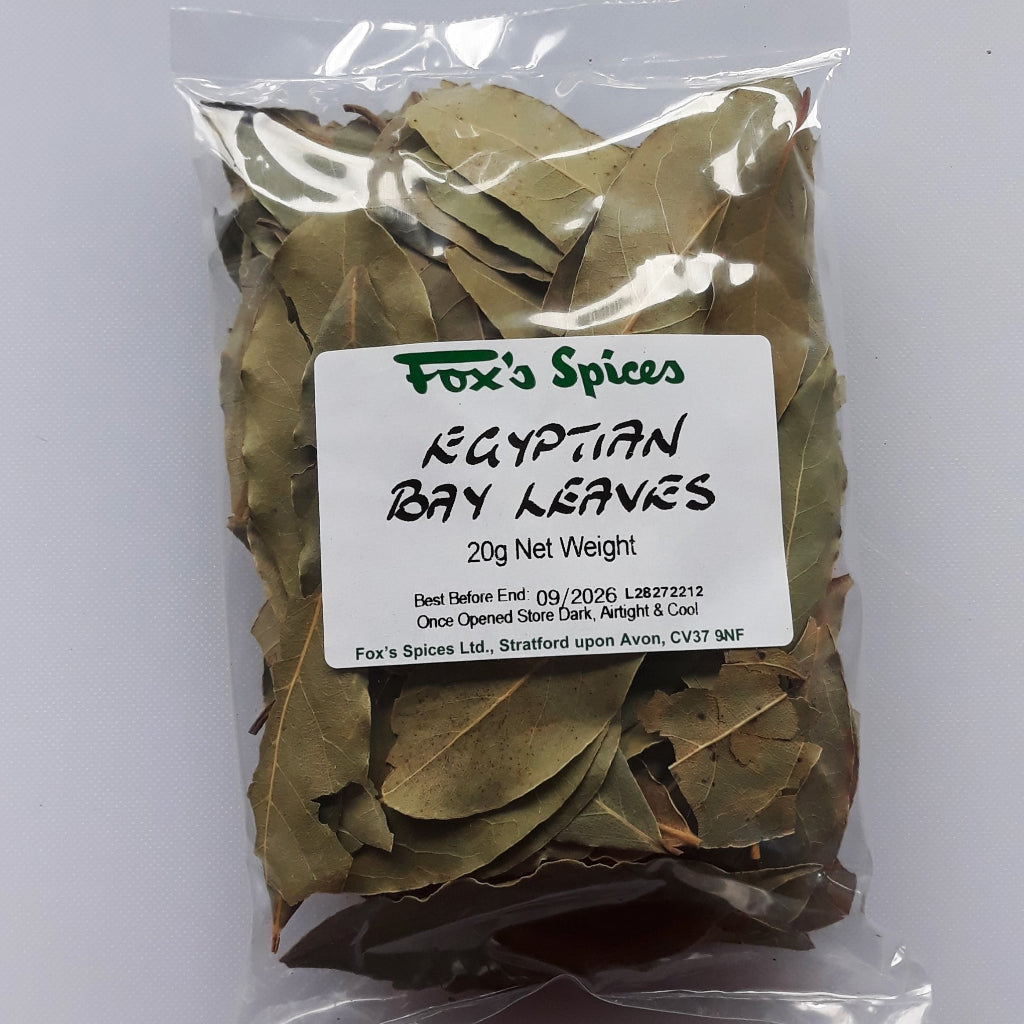 Fox's Spices
EGYPTIAN
BAY LEAVES
20g Net Weight
Best Before End: 09/2026 L28272212
Once Opened Store Dark, Airtight & Cool
Fox's Spices Ltd., Stratford upon Avon, CV37 9NF